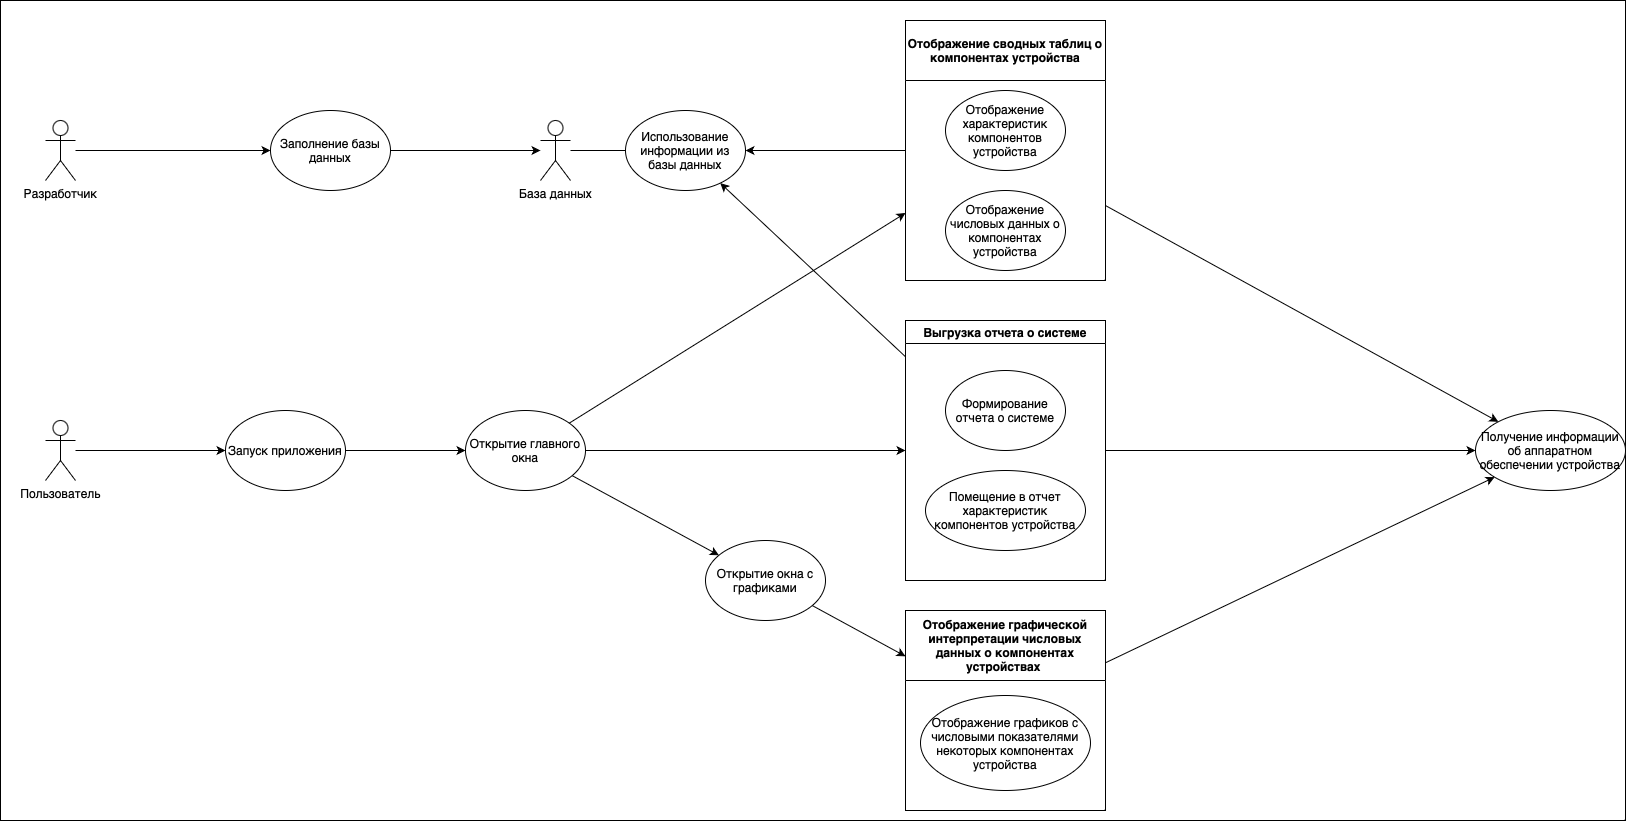 Отображение сводных таблиц о
компонентах устройства
Отображение
характеристик
компонентов
устройства
Отображение
числовых данных о
компонентах
устройства
Разработчик
Заполнение базы
данных
База данных
Использование
информации из
базы данных
Выгрузка отчета о системе
Формирование
отчета о системе
Помещение в отчет
характеристик
компонентов устройства
Пользователь
Запуск приложения
Открытие главного
окна
Открытие окна с
графиками
Отображение графической
интерпретации числовых
данных о компонентах
устройствах
Отображение графиков с
числовыми показателями
некоторых компонентах
устройства
Получение информации
об аппаратном
обеспечении устройства